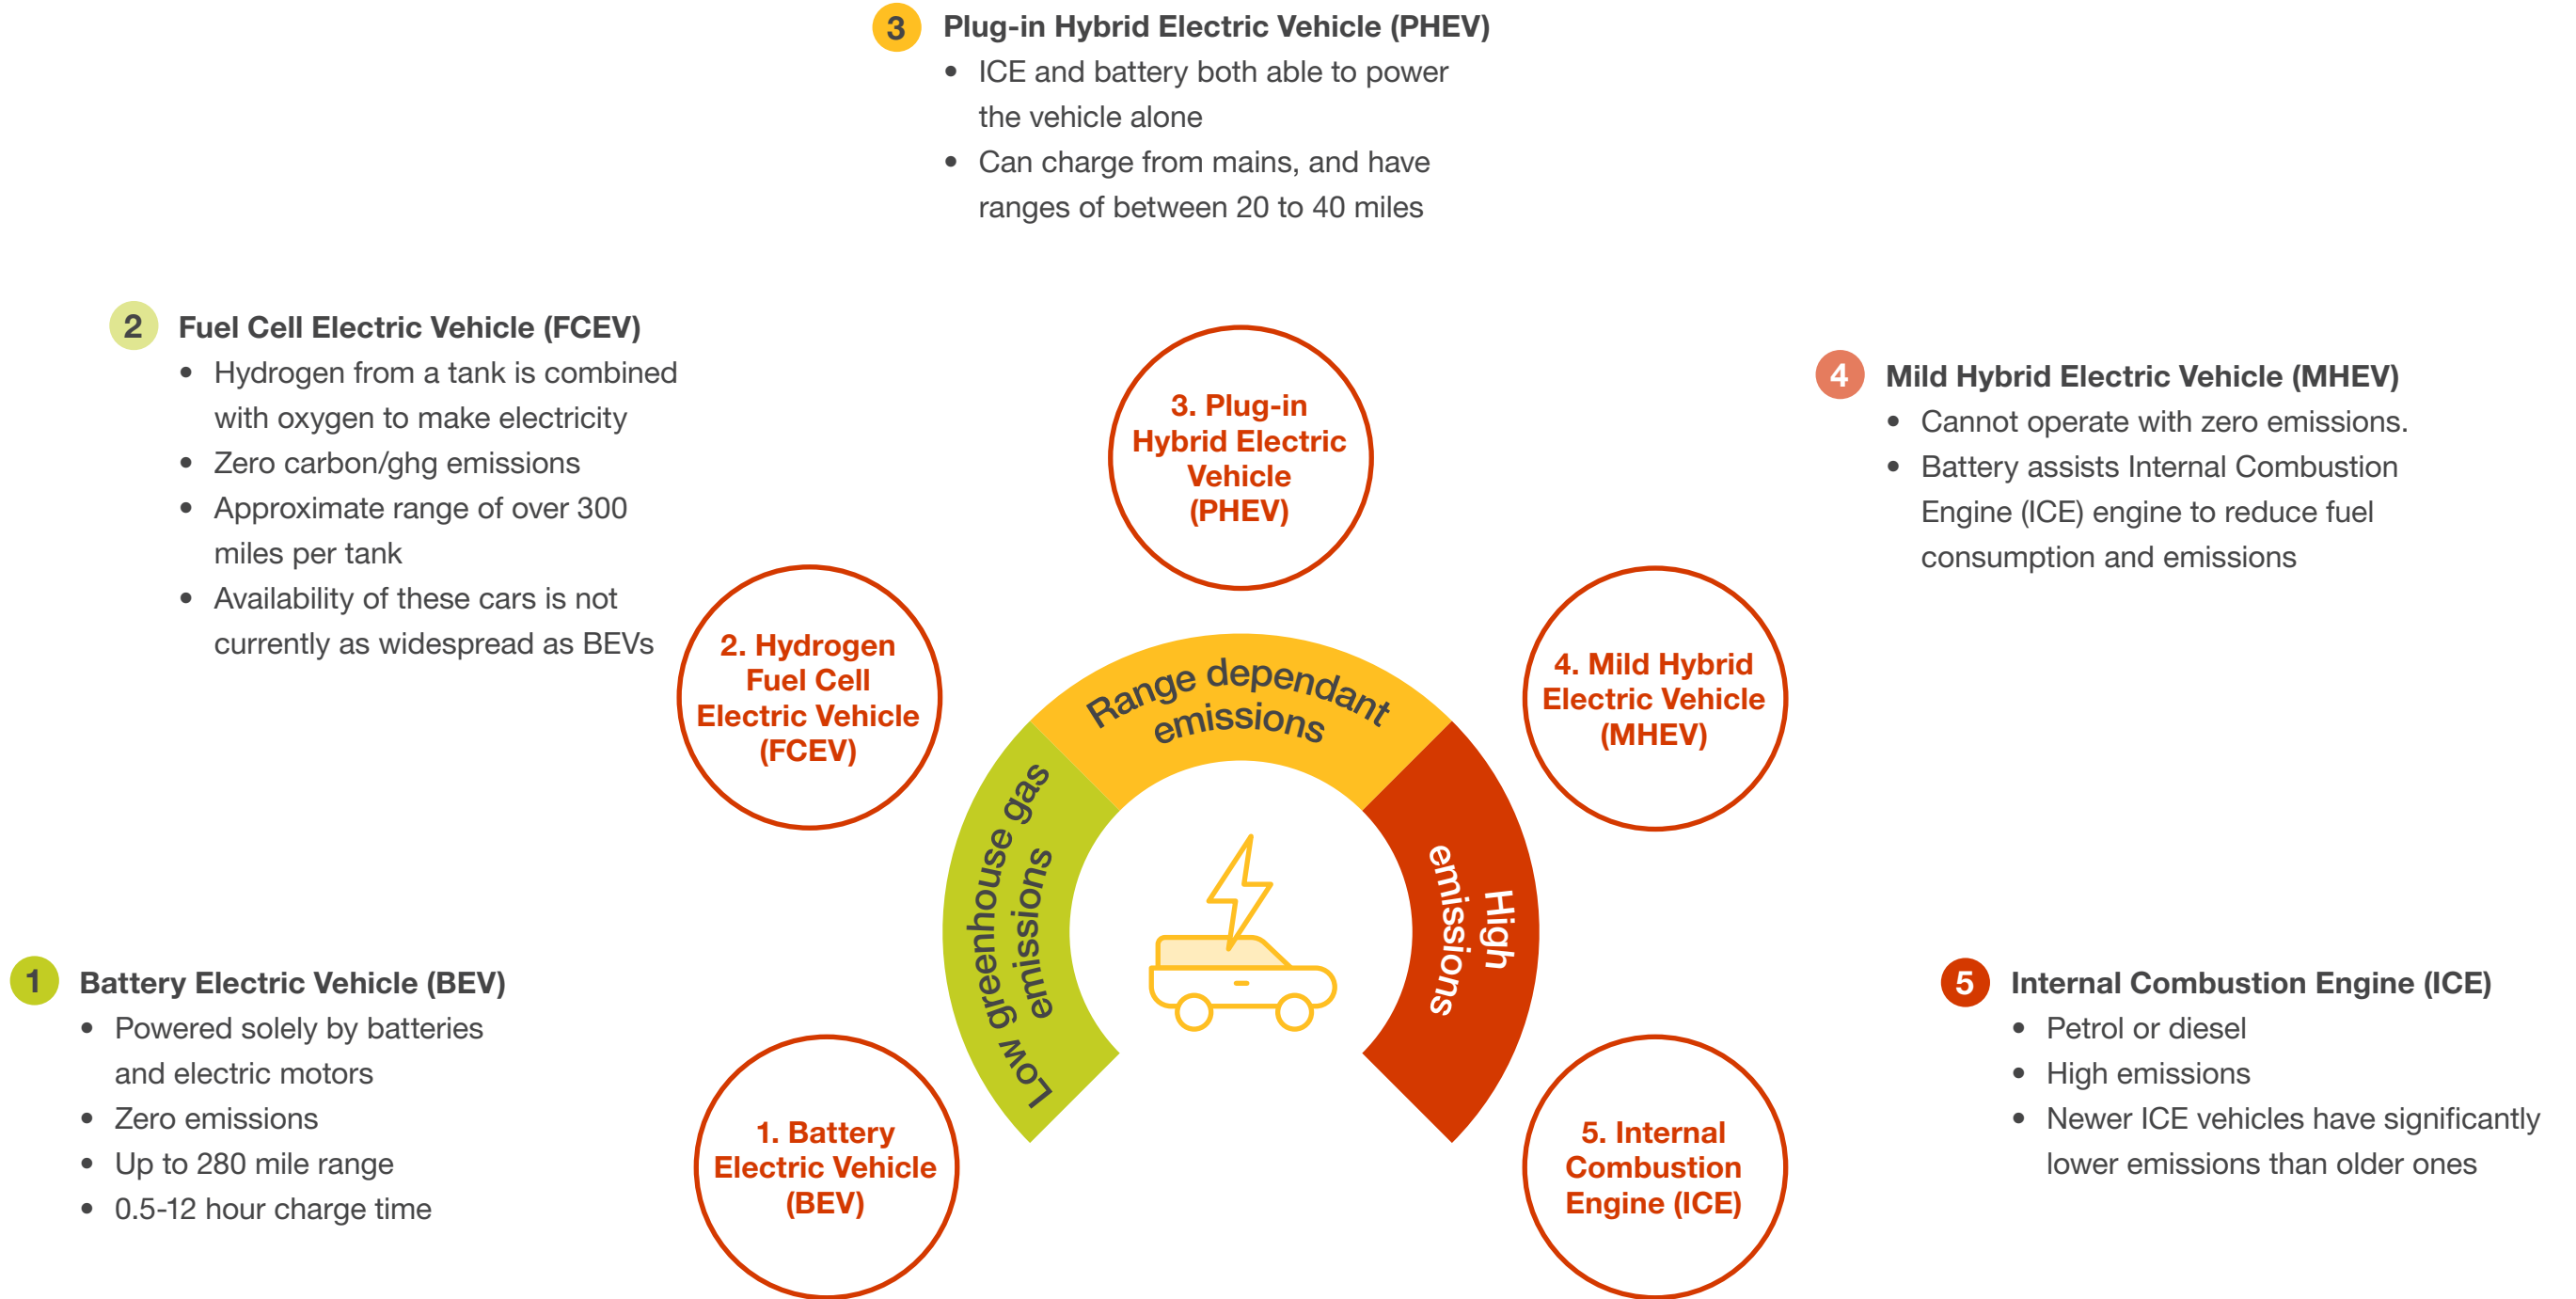 3 Plug-in Hybrid Electric Vehicle (PHEV)
• ICE and battery both able to power
the vehicle alone
• Can charge from mains, and have
ranges of between 20 to 40 miles
2 Fuel Cell Electric Vehicle (FCEV)
• Hydrogen from a tank is combined
with oxygen to make electricity
• Zero carbon/ghg emissions
• Approximate range of over 300
miles per tank
• Availability of these cars is not
currently as widespread as BEVs
4 Mild Hybrid Electric Vehicle (MHEV)
• Cannot operate with zero emissions.
• Battery assists Internal Combustion
Engine (ICE) engine to reduce fuel
consumption and emissions
3. Plug-in
Hybrid Electric
Vehicle
(PHEV)
2. Hydrogen
Fuel Cell
Electric Vehicle
(FCEV)
4. Mild Hybrid
Electric Vehicle
(MHEV)
Range dependant
emissions
Low greenhouse gas
emissions
High
emissions
1 Battery Electric Vehicle (BEV)
• Powered solely by batteries
and electric motors
• Zero emissions
• Up to 280 mile range
• 0.5-12 hour charge time
1. Battery
Electric Vehicle
(BEV)
5. Internal
Combustion
Engine (ICE)
5 Internal Combustion Engine (ICE)
• Petrol or diesel
• High emissions
• Newer ICE vehicles have significantly
lower emissions than older ones